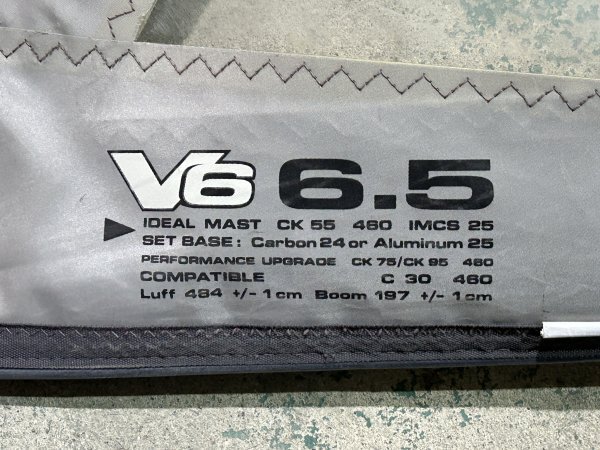 V6 6.5
IDEAL MAST CK 55 460 IMCS 25
SET BASE: Carbon 24 or Aluminum 25
PERFORMANCE UPGRADE CK 75/CK 95 460
COMPATIBLE C 30 460
Luff 484 +/- 1 cm Boom 197 +/- 1 cm